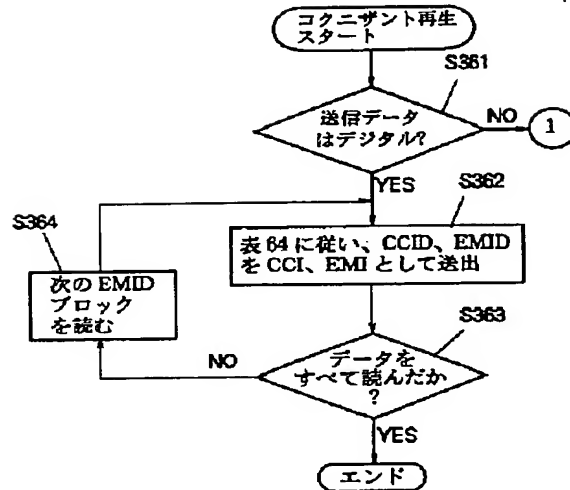 コクニザント再生
スタート
S361
送信データ
はデジタル?
NO
1
YES
S362
表64に従い、CCID、EMID
をCCI、EMIとして送出
S364
次のEMID
ブロック
を読む
S363
データを
すべて読んだか
?
NO
YES
エンド